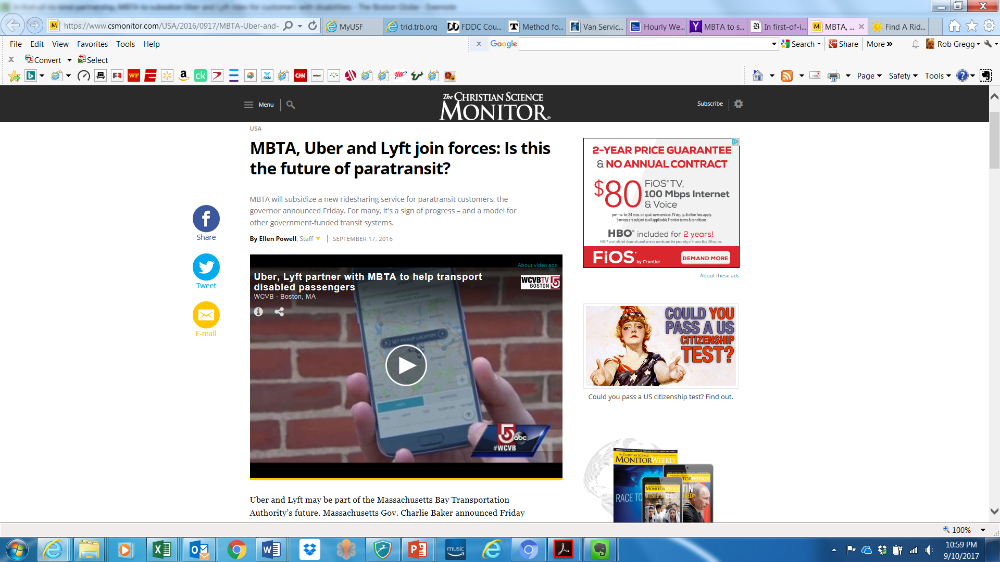 In first-of-its-kind partnership, MBTA to subsidize Uber and Lyft rides for customers with disabilities - The Boston Globe - Evernote
https://www.csmonitor.com/USA/2016/0917/MBTA-Uber-and-
MyUSF
trid.trb.org
FDDC Cou...
Method fo...
Van Servic...
Hourly We...
MBTA to s...
In first-of-i...
MBTA, ...
Find A Rid...
File Edit View Favorites Tools Help
x Google
Search
Share
More »
Rob Gregg
x Convert Select
Page Safety Tools
Menu
The CHRISTIAN SCIENCE
MONITOR
Subscribe
USA
MBTA, Uber and Lyft join forces: Is this
the future of paratransit?
MBTA will subsidize a new ridesharing service for paratransit customers, the
governor announced Friday. For many, it's a sign of progress – and a model for
other government-funded transit systems.
By Ellen Powell, Staff
SEPTEMBER 17, 2016
Share
Tweet
E-mail
About video ads
Uber, Lyft partner with MBTA to help transport
disabled passengers
WCVB - Boston, MA
WCVBTV
BOSTON 5
SET PICKUP LOCATION
5 abc
#WCVB
Uber and Lyft may be part of the Massachusetts Bay Transportation
Authority’s future. Massachusetts Gov. Charlie Baker announced Friday
2-YEAR PRICE GUARANTEE
& NO ANNUAL CONTRACT
$80
FiOS® TV,
100 Mbps Internet
& Voice
per mo. for 24 mos. on qual. new services. TV equip. & other fees apply.
Services are subject to all applicable Frontier terms & conditions.
HBO® included for 2 years!
HBO® and related channels and service marks are the property of Home Box Office, Inc.
FiOS by Frontier
DEMAND MORE
About these ads
COULD YOU
PASS A US
CITIZENSHIP
TEST?
Could you pass a US citizenship test? Find out.
The CHRISTIAN SCIENCE
MONITORWEEKLY
RACE TO
MONITORWEEKLY
100%
10:59 PM
9/10/2017